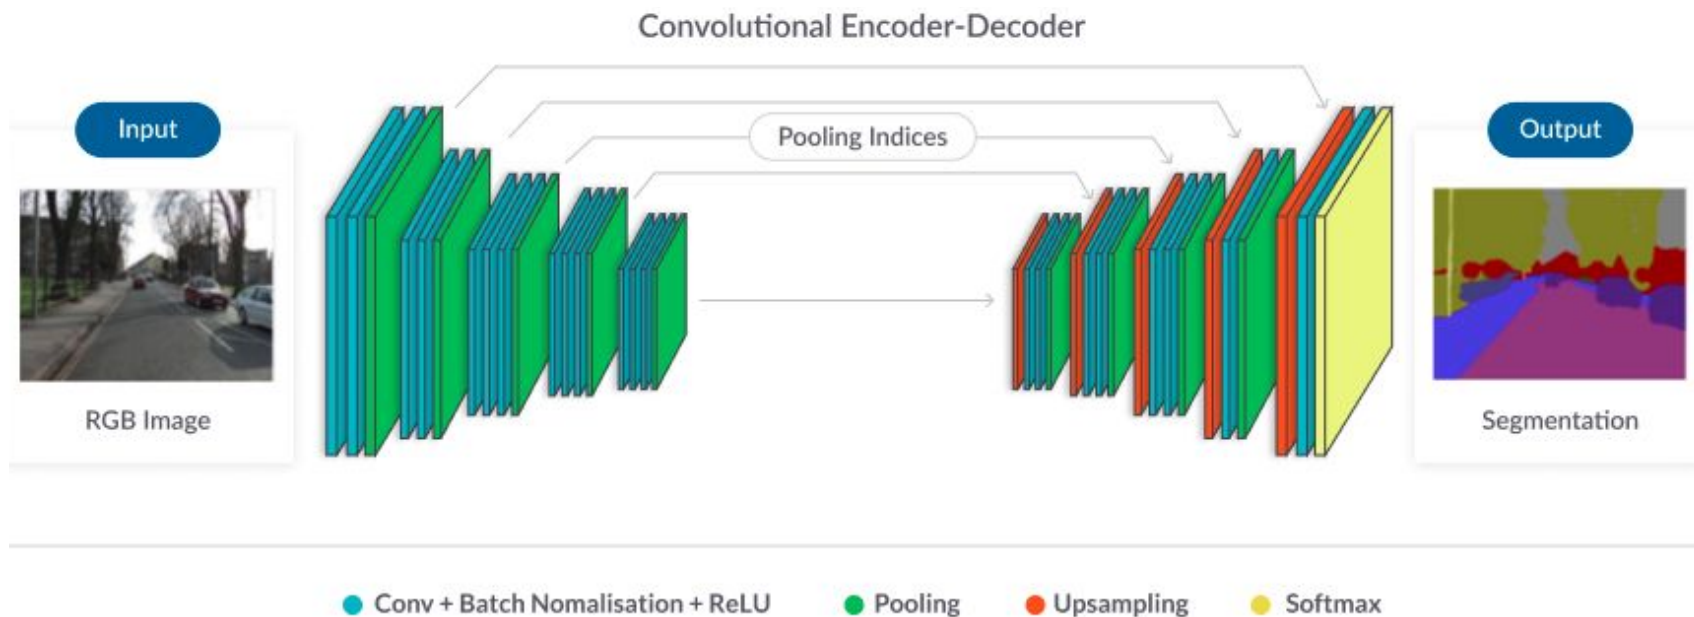 Convolutional Encoder-Decoder
Input
Pooling Indices
Output
RGB Image
Segmentation
Conv + Batch Nomalisation + ReLU
Pooling
Upsampling
Softmax